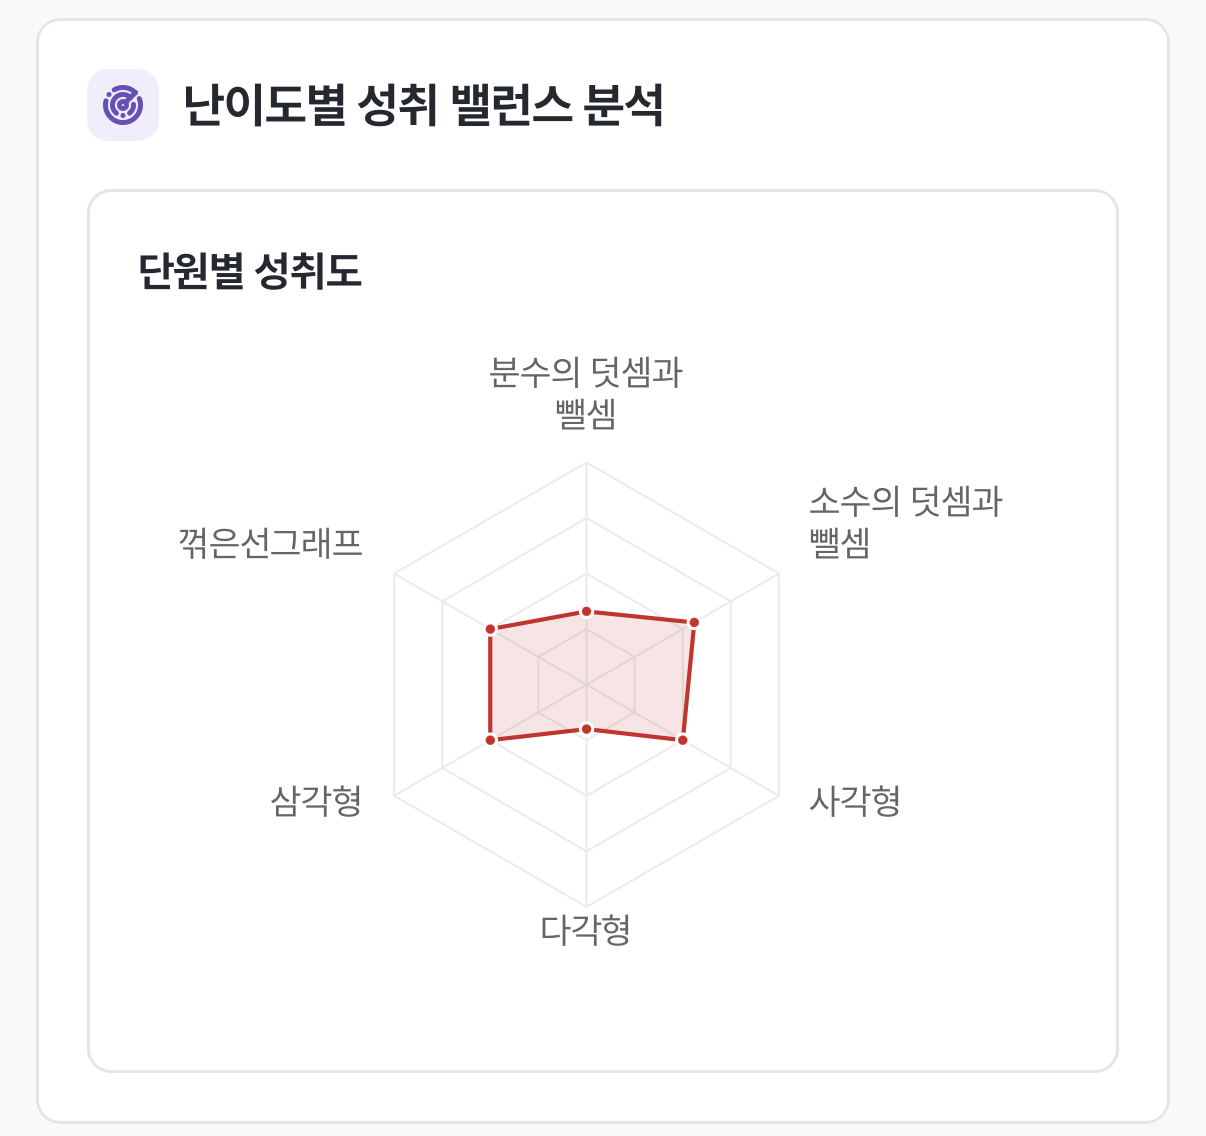 난이도별 성취 밸런스 분석
단원별 성취도
분수의 덧셈과
뺄셈
소수의 덧셈과
뺄셈
꺾은선그래프
삼각형
사각형
다각형